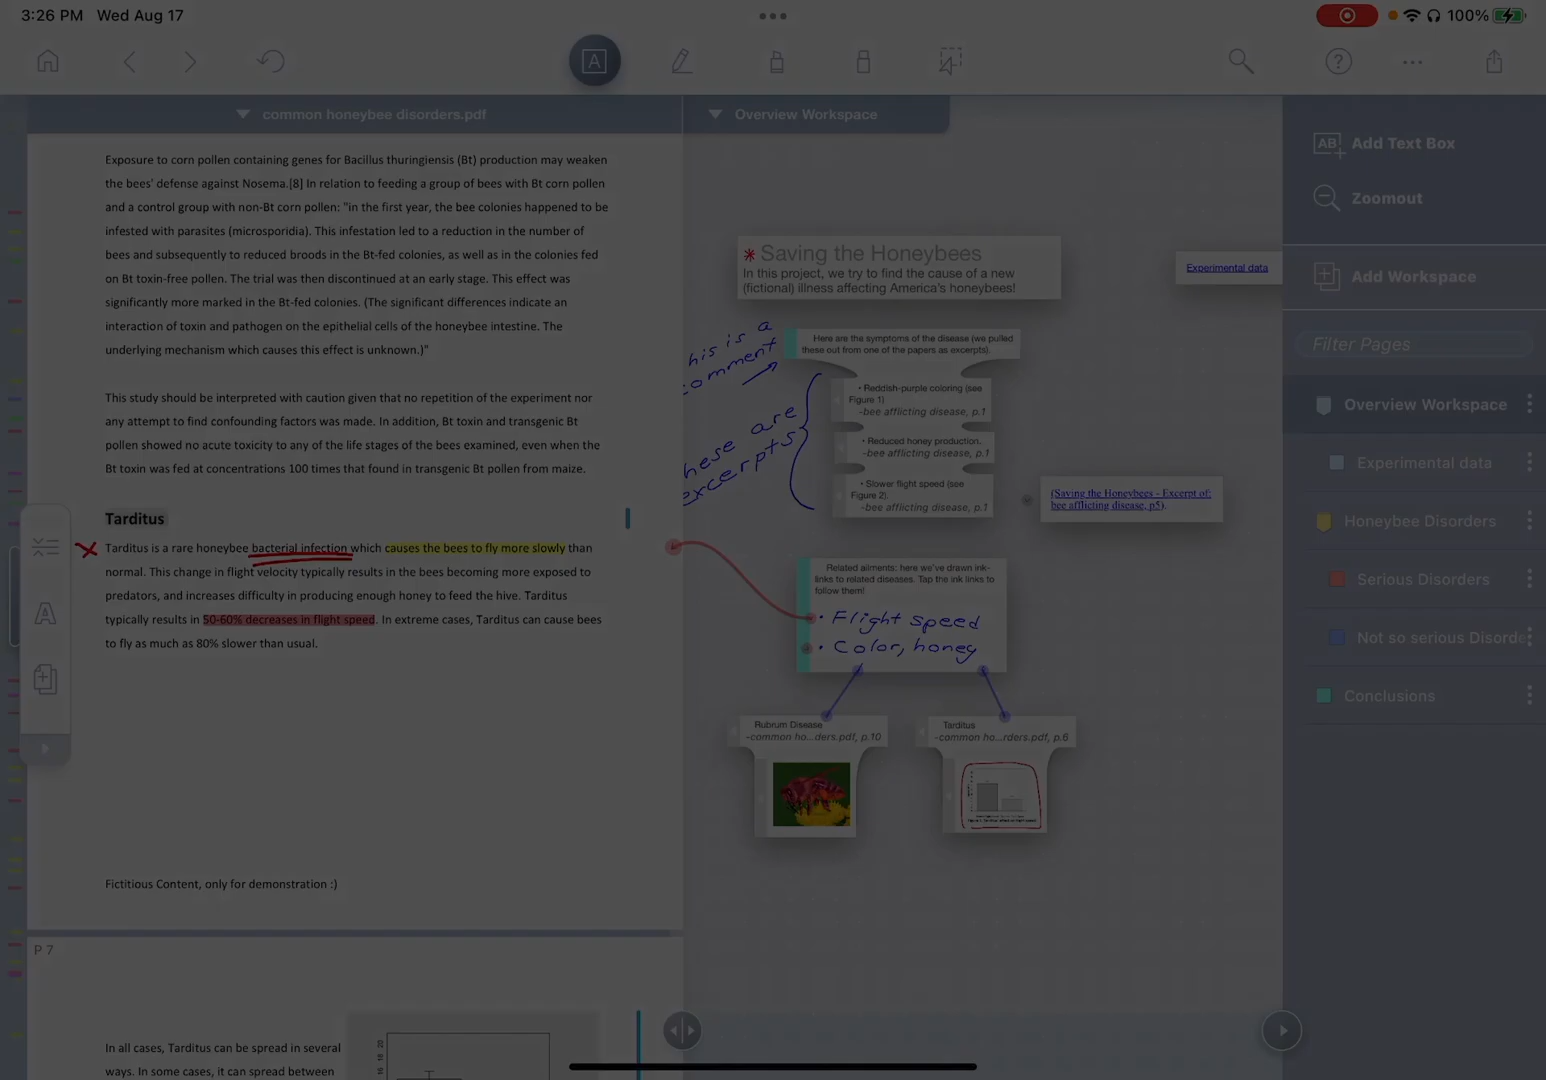 3:26 PM Wed Aug 17
100%
A
common honeybee disorders.pdf
Overview Workspace
Exposure to corn pollen containing genes for Bacillus thuringiensis (Bt) production may weaken
the bees' defense against Nosema.[8] In relation to feeding a group of bees with Bt corn pollen
and a control group with non-Bt corn pollen: "in the first year, the bee colonies happened to be
infested with parasites (microsporidia). This infestation led to a reduction in the number of
bees and subsequently to reduced broods in the Bt-fed colonies, as well as in the colonies fed
on Bt toxin-free pollen. The trial was then discontinued at an early stage. This effect was
significantly more marked in the Bt-fed colonies. (The significant differences indicate an
interaction of toxin and pathogen on the epithelial cells of the honeybee intestine. The
underlying mechanism which causes this effect is unknown.)"
This study should be interpreted with caution given that no repetition of the experiment nor
any attempt to find confounding factors was made. In addition, Bt toxin and transgenic Bt
pollen showed no acute toxicity to any of the life stages of the bees examined, even when the
Bt toxin was fed at concentrations 100 times that found in transgenic Bt pollen from maize.
Tarditus
Tarditus is a rare honeybee bacterial infection which causes the bees to fly more slowly than
normal. This change in flight velocity typically results in the bees becoming more exposed to
predators, and increases difficulty in producing enough honey to feed the hive. Tarditus
typically results in 50-60% decreases in flight speed. In extreme cases, Tarditus can cause bees
to fly as much as 80% slower than usual.
Fictitious Content, only for demonstration :)
P 7
In all cases, Tarditus can be spread in several
ways. In some cases, it can spread between
20
18
16
* Saving the Honeybees
In this project, we try to find the cause of a new
(fictional) illness affecting America's honeybees!
Experimental data
his is a
comment
Here are the symptoms of the disease (we pulled
these out from one of the papers as excerpts).
hese are
excerpts
• Reddish-purple coloring (see
Figure 1)
-bee afflicting disease, p.1
• Reduced honey production.
-bee afflicting disease, p.1
• Slower flight speed (see
Figure 2).
-bee afflicting disease, p.1
(Saving the Honeybees - Excerpt of:
bee afflicting disease, p5).
Related ailments: here we've drawn ink-
links to related diseases. Tap the ink links to
follow them!
• Flight speed
• Color, honey
Rubrum Disease
-common ho...ders.pdf, p.10
Tarditus
-common ho...rders.pdf, p.6
AB Add Text Box
Zoomout
Add Workspace
Filter Pages
Overview Workspace
Experimental data
Honeybee Disorders
Serious Disorders
Not so serious Disorde
Conclusions